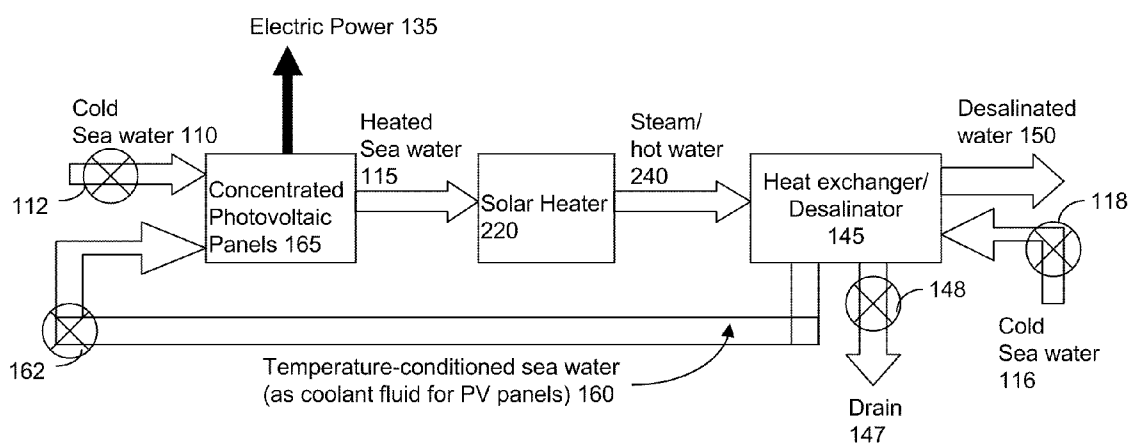 Electric Power 135
Cold
Sea water 110
Heated
Sea water
115
Steam/
hot water
240
Desalinated
water 150
112
Concentrated
Photovoltaic
Panels 165
Solar Heater
220
Heat exchanger/
Desalinator
145
118
148
162
Temperature-conditioned sea water
(as coolant fluid for PV panels) 160
Cold
Sea water
116
Drain
147